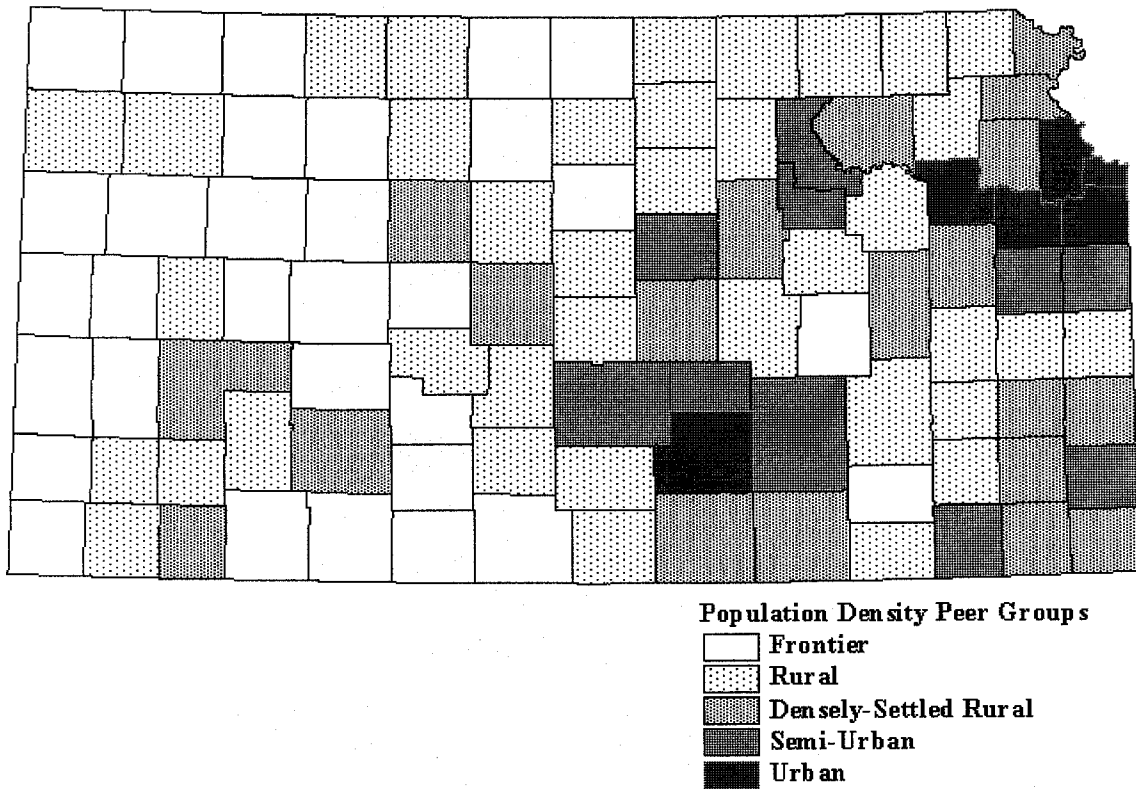 Population Density Peer Groups
Frontier
Rural
Densely-Settled Rural
Semi-Urban
Urban